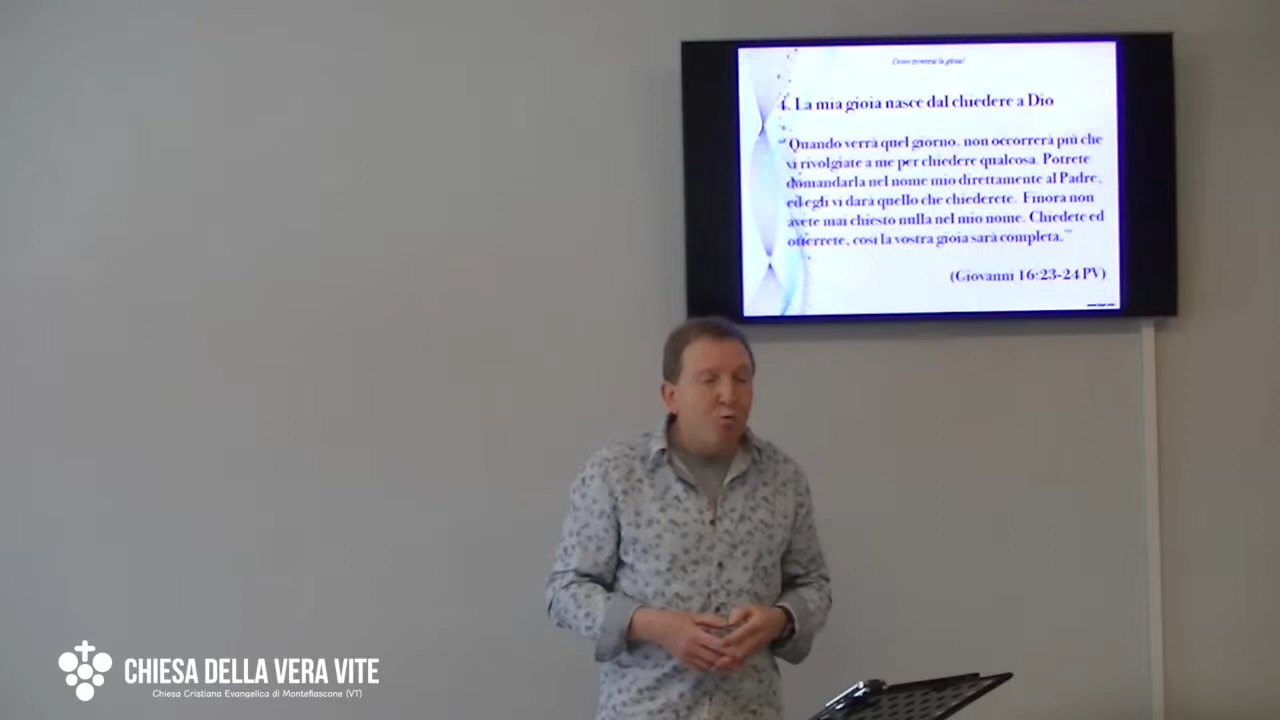 Dove troverai la gioia?
4. La mia gioia nasce dal chiedere a Dio
"Quando verrà quel giorno, non occorrerà più che
vi rivolgiate a me per chiedere qualcosa. Potrete
domandarla nel nome mio direttamente al Padre,
ed egli vi darà quello che chiederete. Finora non
avete mai chiesto nulla nel mio nome. Chiedete ed
otterrete, così la vostra gioia sarà completa."
(Giovanni 16:23-24 PV)
CHIESA DELLA VERA VITE
Chiesa Cristiana Evangelica di Montefiascone (VT)